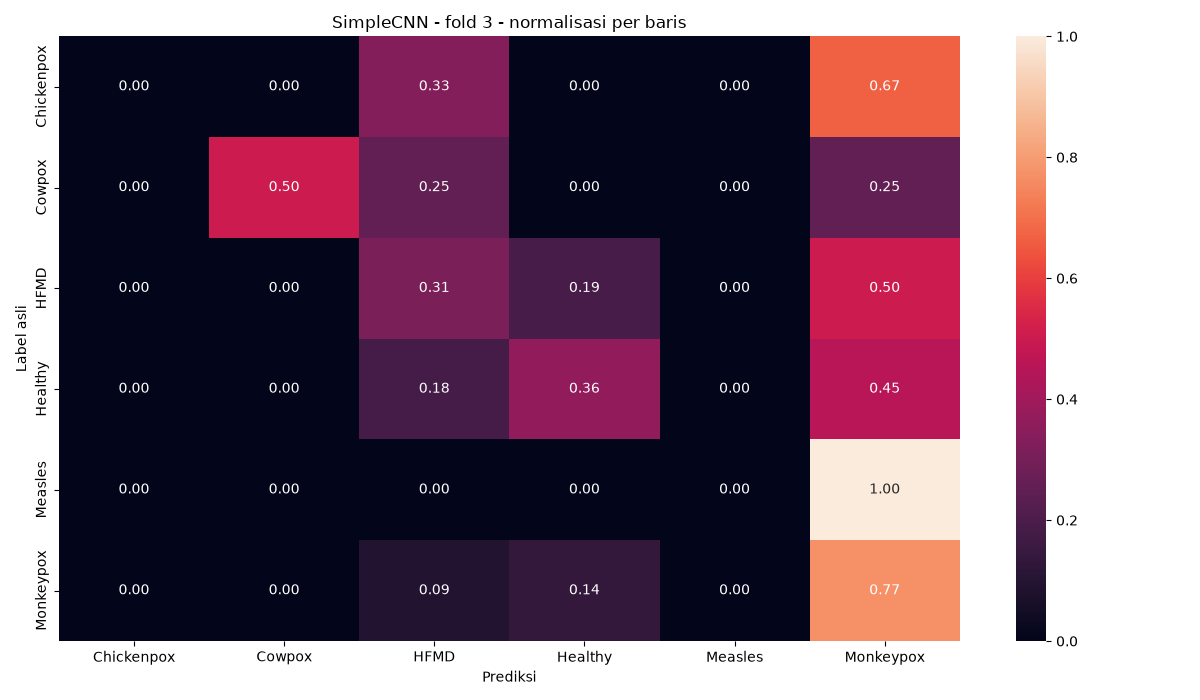 SimpleCNN - fold 3 - normalisasi per baris
Label asli
Chickenpox 0.00 0.00 0.33 0.00 0.00 0.67
Cowpox 0.00 0.50 0.25 0.00 0.00 0.25
HFMD 0.00 0.00 0.31 0.19 0.00 0.50
Healthy 0.00 0.00 0.18 0.36 0.00 0.45
Measles 0.00 0.00 0.00 0.00 0.00 1.00
Monkeypox 0.00 0.00 0.09 0.14 0.00 0.77
Chickenpox Cowpox HFMD Healthy Measles Monkeypox
Prediksi
1.0
0.8
0.6
0.4
0.2
0.0